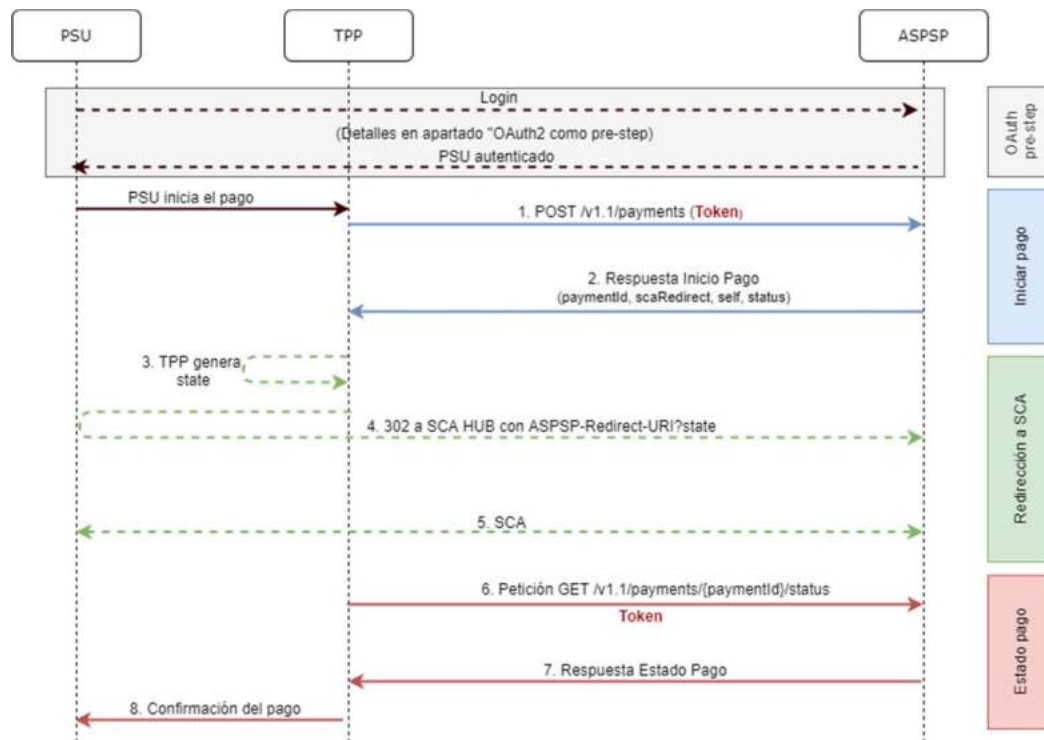 PSU
TPP
ASPSP
Login
(Detalles en apartado "OAuth2 como pre-step)
PSU autenticado
OAuth
pre-step
PSU inicia el pago
1. POST /v1.1/payments (Token)
2. Respuesta Inicio Pago
(paymentId, scaRedirect, self, status)
Iniciar pago
3. TPP genera
state
4. 302 a SCA HUB con ASPSP-Redirect-URI?state
5. SCA
Redirección a SCA
6. Petición GET /v1.1/payments/{paymentId}/status
Token
7. Respuesta Estado Pago
8. Confirmación del pago
Estado pago